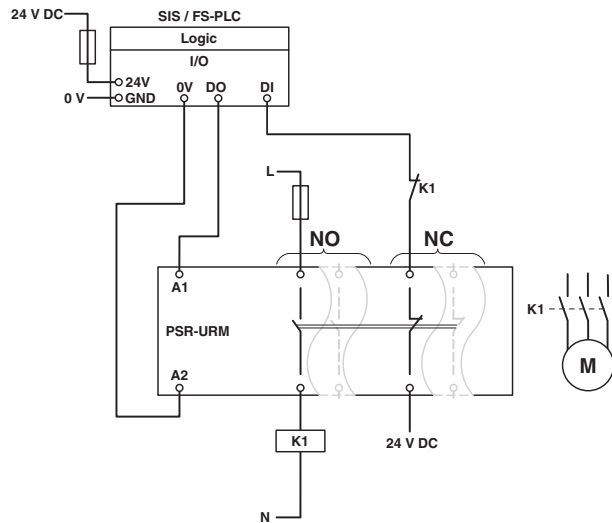 SIS / FS-PLC
24 V DC
Logic
I/O
24V
0 V
GND
0V
DO
DI
L
K1
NO
NC
A1
K1
PSR-URM
M
A2
K1
24 V DC
N